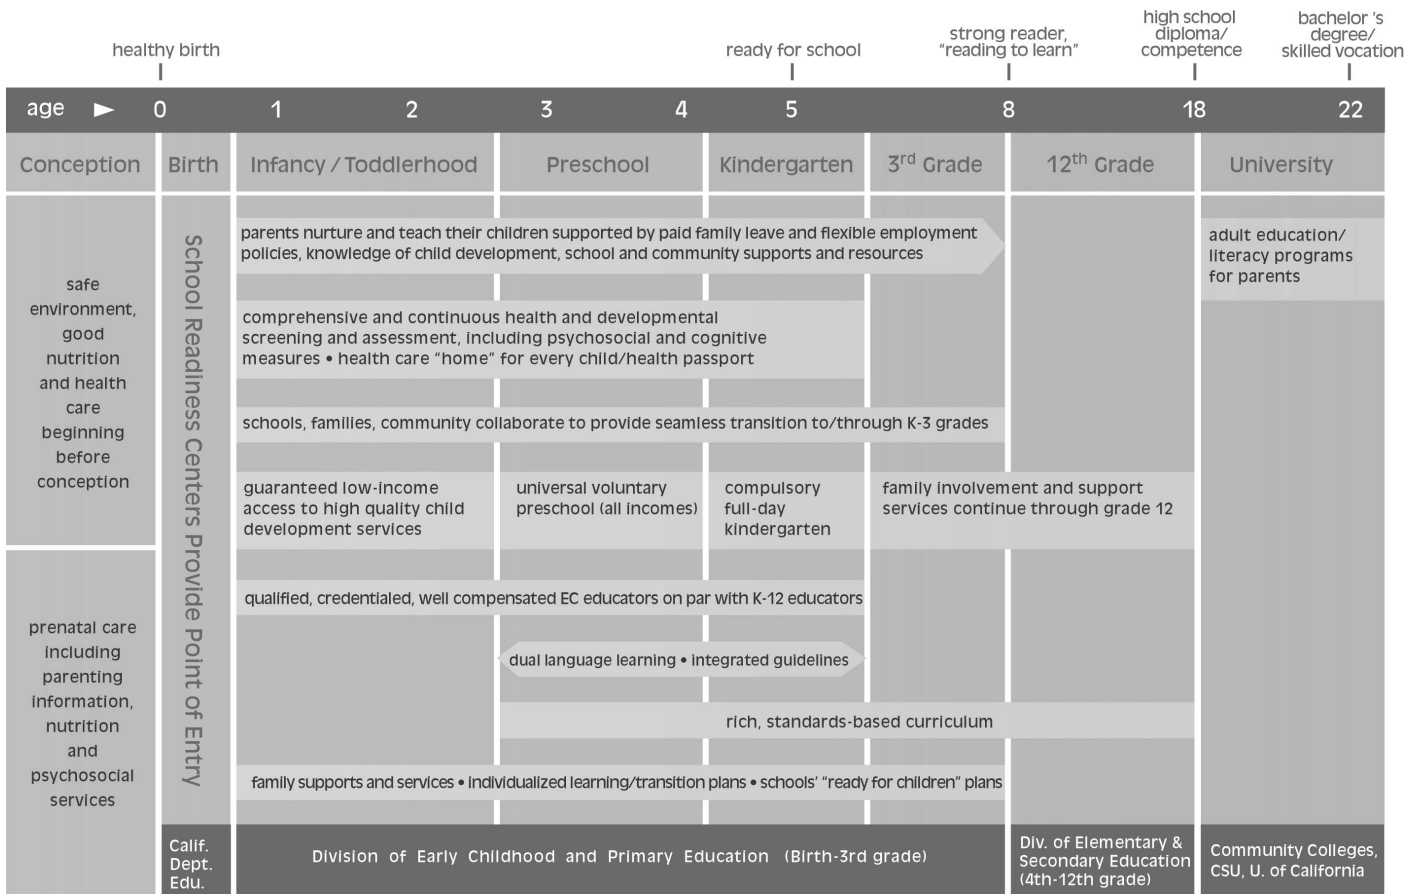 healthy birth
ready for school
strong reader,
“reading to learn”
high school
diploma/
competence
bachelor ’s
degree/
skilled vocation
age ► 0 1 2 3 4 5 8 18 22
Conception Birth Infancy / Toddlerhood Preschool Kindergarten 3rd Grade 12th Grade University
safe
environment,
good
nutrition
and health
care
beginning
before
conception
prenatal care
including
parenting
information,
nutrition
and
psychosocial
services
School Readiness Centers Provide Point of Entry
parents nurture and teach their children supported by paid family leave and flexible employment
policies, knowledge of child development, school and community supports and resources
adult education/
literacy programs
for parents
comprehensive and continuous health and developmental
screening and assessment, including psychosocial and cognitive
measures • health care “home” for every child/health passport
schools, families, community collaborate to provide seamless transition to/through K-3 grades
guaranteed low-income
access to high quality child
development services
universal voluntary
preschool (all incomes)
compulsory
full-day
kindergarten
family involvement and support
services continue through grade 12
qualified, credentialed, well compensated EC educators on par with K-12 educators
dual language learning • integrated guidelines
rich, standards-based curriculum
family supports and services • individualized learning/transition plans • schools’ “ready for children” plans
Calif.
Dept.
Edu.
Division of Early Childhood and Primary Education (Birth-3rd grade)
Div. of Elementary &
Secondary Education
(4th-12th grade)
Community Colleges,
CSU, U. of California